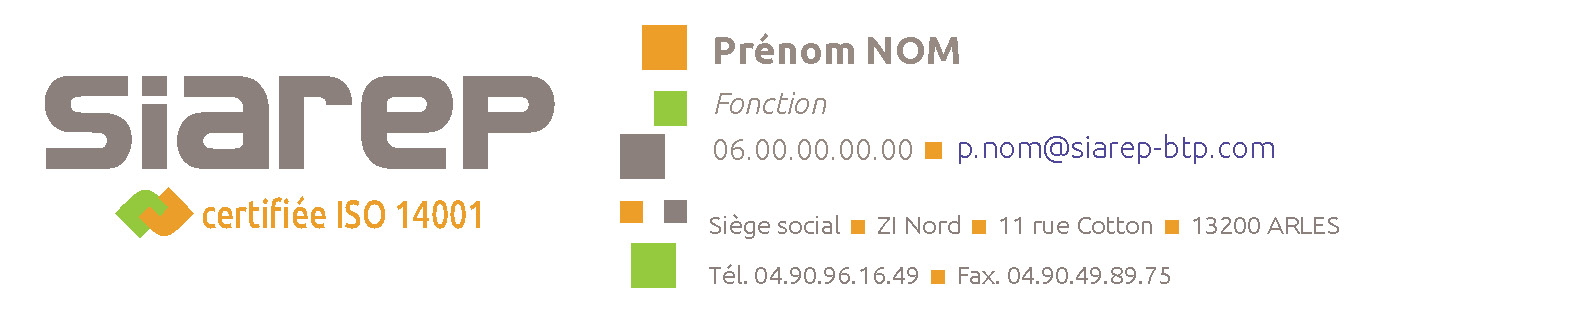 siarep
certifiée ISO 14001
Prénom NOM
Fonction
06.00.00.00.00 p.nom@siarep-btp.com
Siège social ZI Nord 11 rue Cotton 13200 ARLES
Tél. 04.90.96.16.49 Fax. 04.90.49.89.75